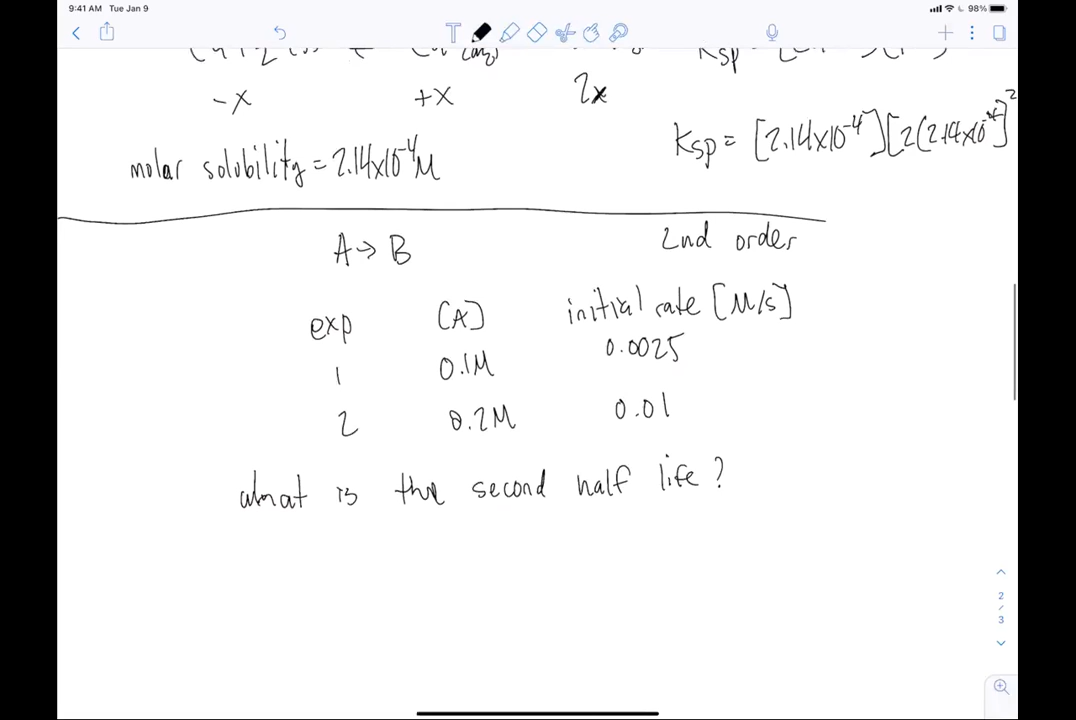 9:41 AM Tue Jan 9
98%
T
-x +x 2x
Ksp = [2.14x10⁻⁴][2(2.14x10⁻⁴]²
molar solubility = 2.14x10⁻⁴M
A → B 2nd order
exp [A] initial rate [M/s]
1 0.1M 0.0025
2 0.2M 0.01
what is the second half life?
2
/
3